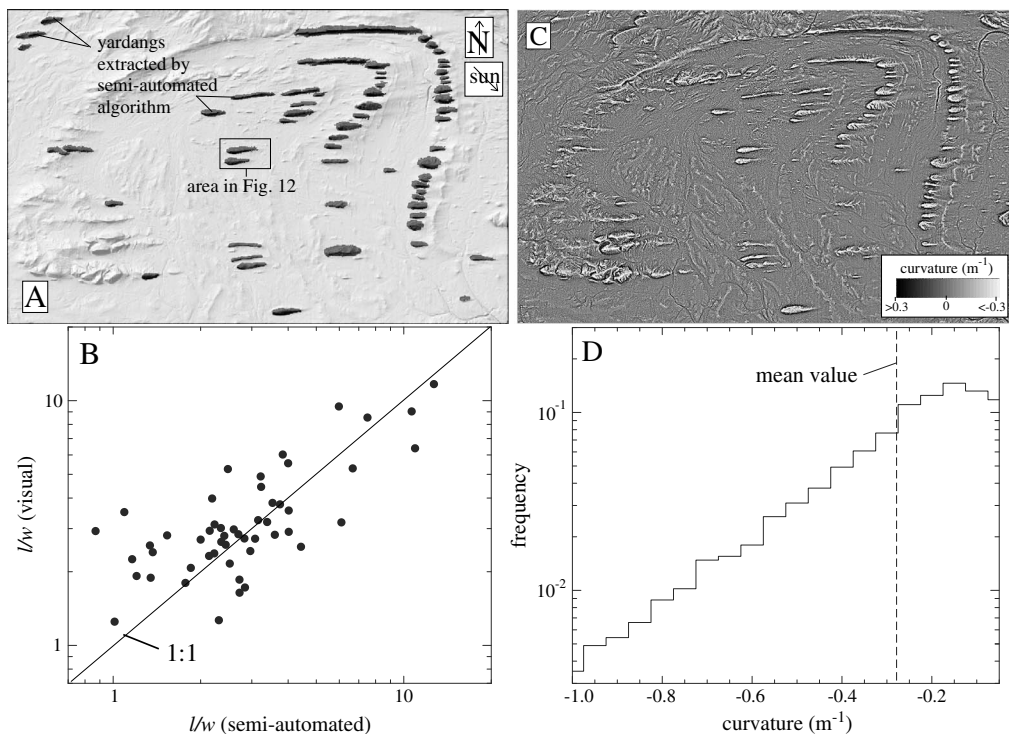 A
yardangs
extracted by
semi-automated
algorithm
N
sun
area in Fig. 12
C
curvature (m⁻¹)
>0.3 0 <-0.3
B
10
1
l/w (visual)
1:1
1 10
l/w (semi-automated)
D
mean value
10⁻¹
10⁻²
frequency
-1.0 -0.8 -0.6 -0.4 -0.2
curvature (m⁻¹)